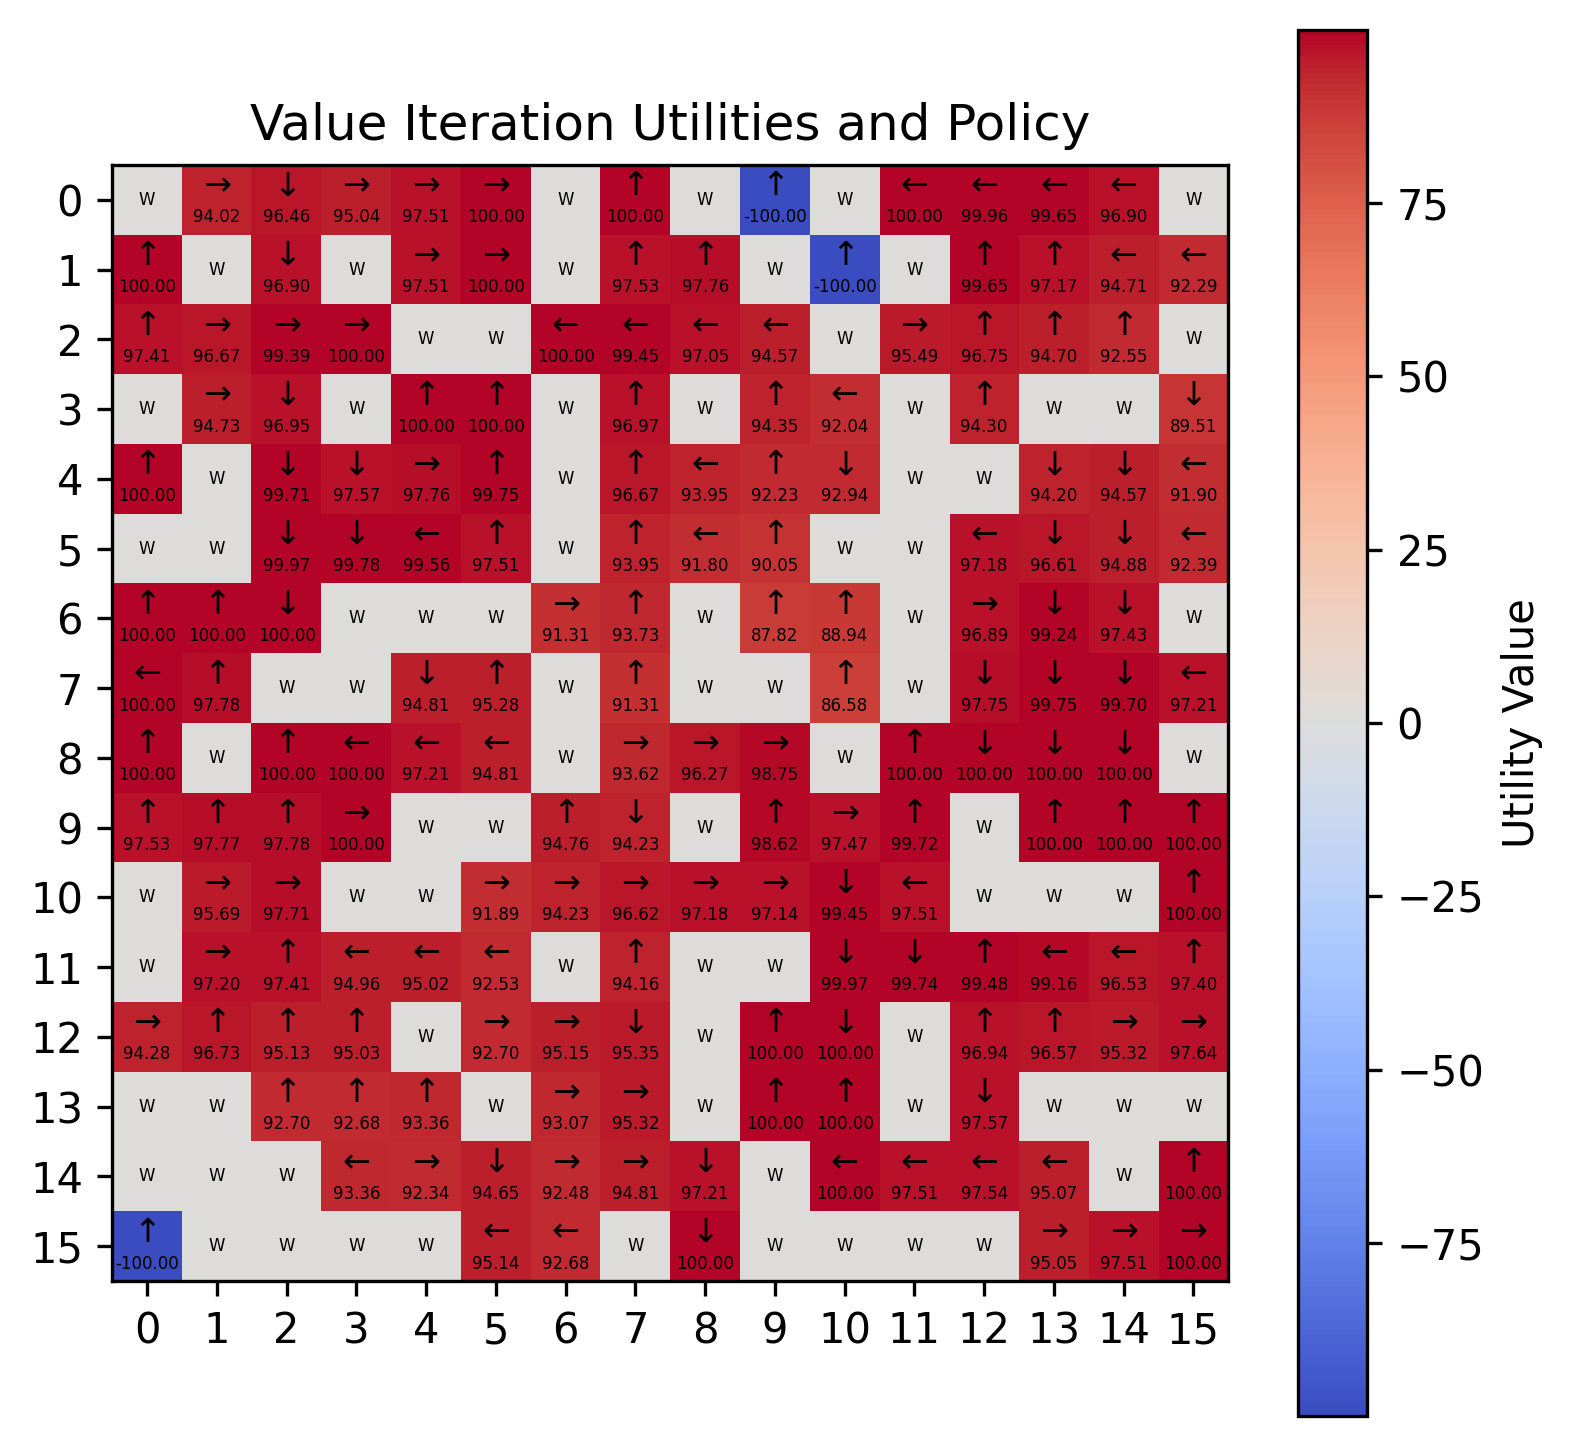 Value Iteration Utilities and Policy
0 W → 94.02 ↓ 96.46 → 95.04 → 97.51 → 100.00 W ↑ 100.00 W ↑ -100.00 W ← 100.00 ← 99.96 ← 99.65 ← 96.90 W
1 ↑ 100.00 W ↓ 96.90 W → 97.51 → 100.00 W ↑ 97.53 ↑ 97.76 W ↑ -100.00 W ↑ 99.65 ↑ 97.17 ← 94.71 ← 92.29
2 ↑ 97.41 → 96.67 → 99.39 → 100.00 W W ← 100.00 ← 99.45 ← 97.05 ← 94.57 W → 95.49 ↑ 96.75 ↑ 94.70 ↑ 92.55 W
3 W → 94.73 ↓ 96.95 W ↑ 100.00 ↑ 100.00 W ↑ 96.97 W ↑ 94.35 ← 92.04 W ↑ 94.30 W W ↓ 89.51
4 ↑ 100.00 W ↓ 99.71 ↓ 97.57 → 97.76 ↑ 99.75 W ↑ 96.67 ← 93.95 ↑ 92.23 ↓ 92.94 W W ↓ 94.20 ↓ 94.57 ← 91.90
5 W W ↓ 99.97 ↓ 99.78 ← 99.56 ↑ 97.51 W ↑ 93.95 ← 91.80 ↑ 90.05 W W ← 97.18 ↓ 96.61 ↓ 94.88 ← 92.39
6 ↑ 100.00 ↑ 100.00 ↓ 100.00 W W W → 91.31 ↑ 93.73 W ↑ 87.82 ↑ 88.94 W → 96.89 ↓ 99.24 ↓ 97.43 W
7 ← 100.00 ↑ 97.78 W W ↓ 94.81 ↑ 95.28 W ↑ 91.31 W W ↑ 86.58 W ↓ 97.75 ↓ 99.75 ↓ 99.70 ← 97.21
8 ↑ 100.00 W ↑ 100.00 ← 100.00 ← 97.21 ← 94.81 W → 93.62 → 96.27 → 98.75 W ↑ 100.00 ↓ 100.00 ↓ 100.00 ↓ 100.00 W
9 ↑ 97.53 ↑ 97.77 ↑ 97.78 → 100.00 W W ↑ 94.76 ↓ 94.23 W ↑ 98.62 → 97.47 ↑ 99.72 W ↑ 100.00 ↑ 100.00 ↑ 100.00
10 W → 95.69 → 97.71 W W → 91.89 → 94.23 → 96.62 → 97.18 → 97.14 ↓ 99.45 ← 97.51 W W W ↑ 100.00
11 W → 97.20 ↑ 97.41 ← 94.96 ← 95.02 ← 92.53 W ↑ 94.16 W W ↓ 99.97 ↓ 99.74 ↑ 99.48 ← 99.16 ← 96.53 ↑ 97.40
12 → 94.28 ↑ 96.73 ↑ 95.13 ↑ 95.03 W → 92.70 → 95.15 ↓ 95.35 W ↑ 100.00 ↓ 100.00 W ↑ 96.94 ↑ 96.57 → 95.32 → 97.64
13 W W ↑ 92.70 ↑ 92.68 ↑ 93.36 W → 93.07 → 95.32 W ↑ 100.00 ↑ 100.00 W ↓ 97.57 W W W
14 W W W ← 93.36 → 92.34 ↓ 94.65 → 92.48 → 94.81 ↓ 97.21 W ← 100.00 ← 97.51 ← 97.54 ← 95.07 W ↑ 100.00
15 ↑ -100.00 W W W W ← 95.14 ← 92.68 W ↓ 100.00 W W W W → 95.05 → 97.51 → 100.00
0 1 2 3 4 5 6 7 8 9 10 11 12 13 14 15
75
50
25
0
−25
−50
−75
Utility Value